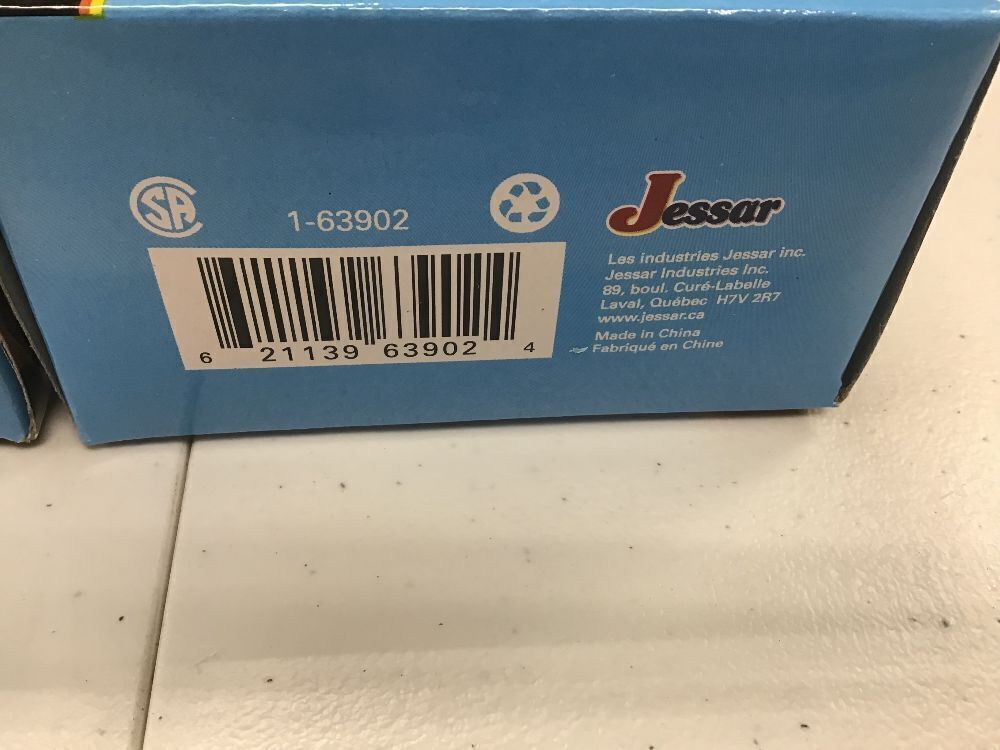 CSA
1-63902
6 21139 63902 4
Jessar
Les industries Jessar inc.
Jessar Industries Inc.
89, boul. Curé-Labelle
Laval, Québec H7V 2R7
www.jessar.ca
Made in China
Fabriqué en Chine